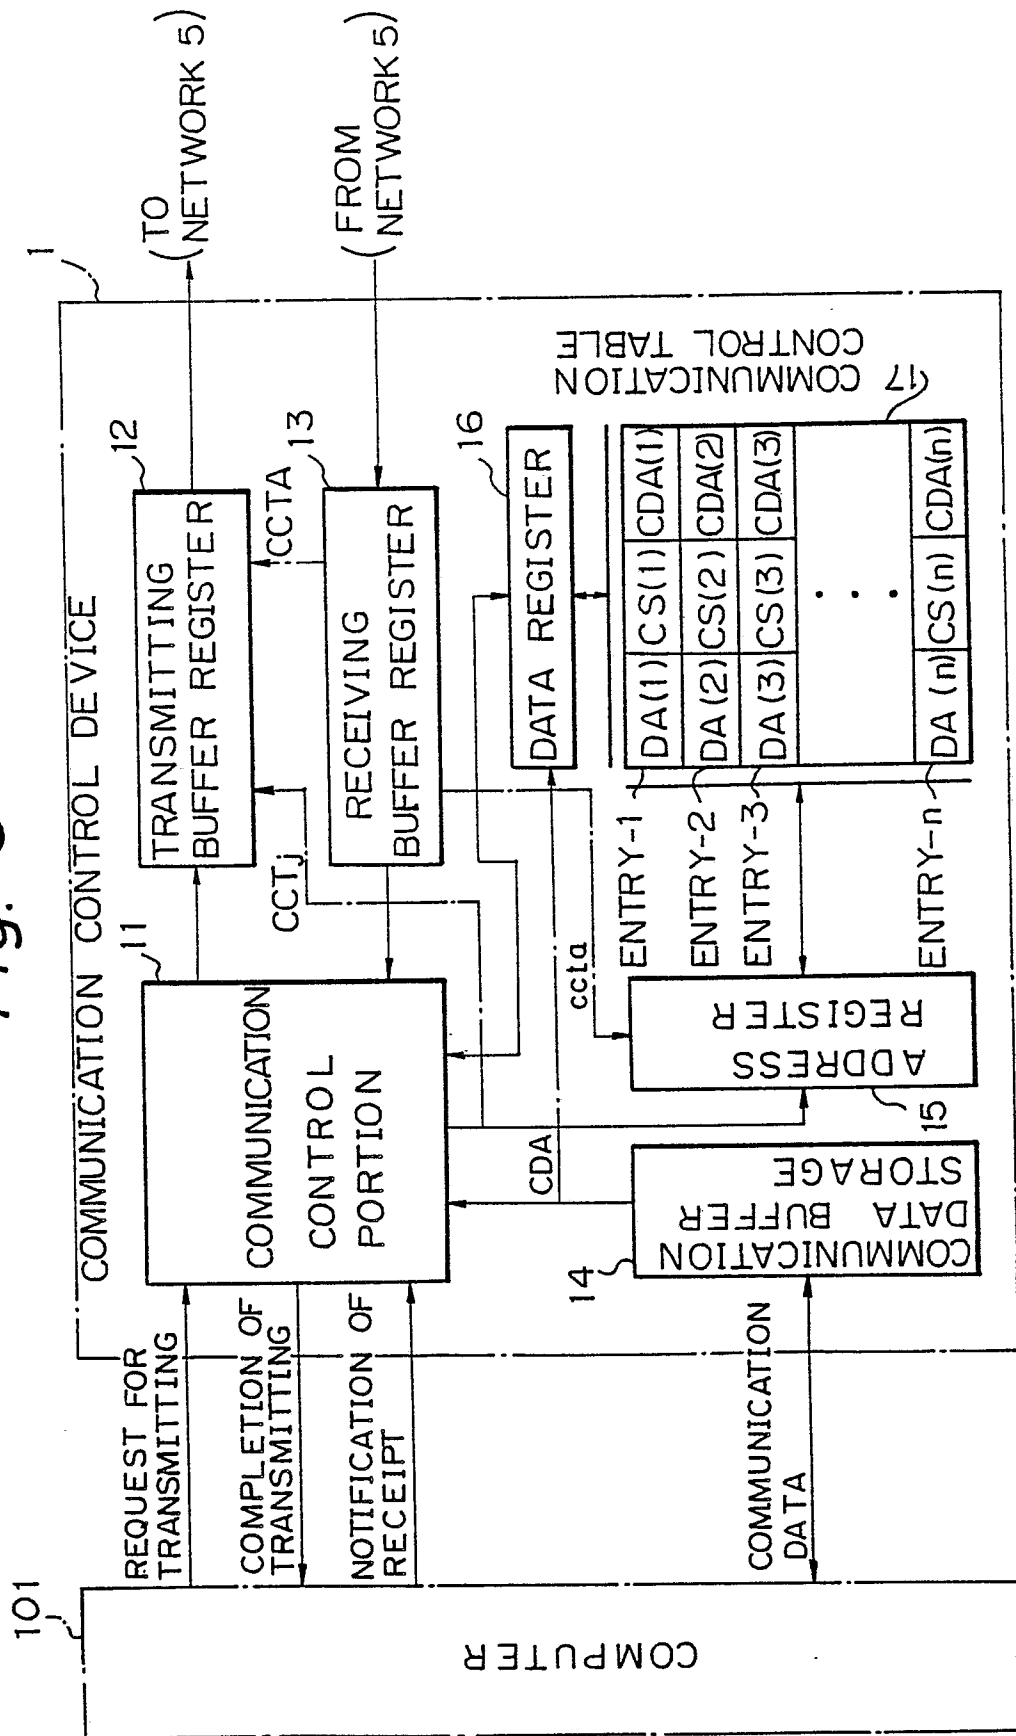 Fig.
COMMUNICATION CONTROL DEVICE
1
101
COMPUTER
REQUEST FOR
TRANSMITTING
COMPLETION OF
TRANSMITTING
NOTIFICATION OF
RECEIPT
COMMUNICATION
DATA
11
COMMUNICATION
CONTROL
PORTION
12
TRANSMITTING
BUFFER REGISTER
(TO
NETWORK 5)
CCTj
CCTA
13
RECEIVING
BUFFER REGISTER
(FROM
NETWORK 5)
14
COMMUNICATION
DATA BUFFER
STORAGE
CDA
15
ADDRESS
REGISTER
ccta
16
DATA REGISTER
17
COMMUNICATION
CONTROL TABLE
ENTRY-1 DA(1) CS(1) CDA(1)
ENTRY-2 DA(2) CS(2) CDA(2)
ENTRY-3 DA(3) CS(3) CDA(3)
. . .
ENTRY-n DA(n) CS(n) CDA(n)